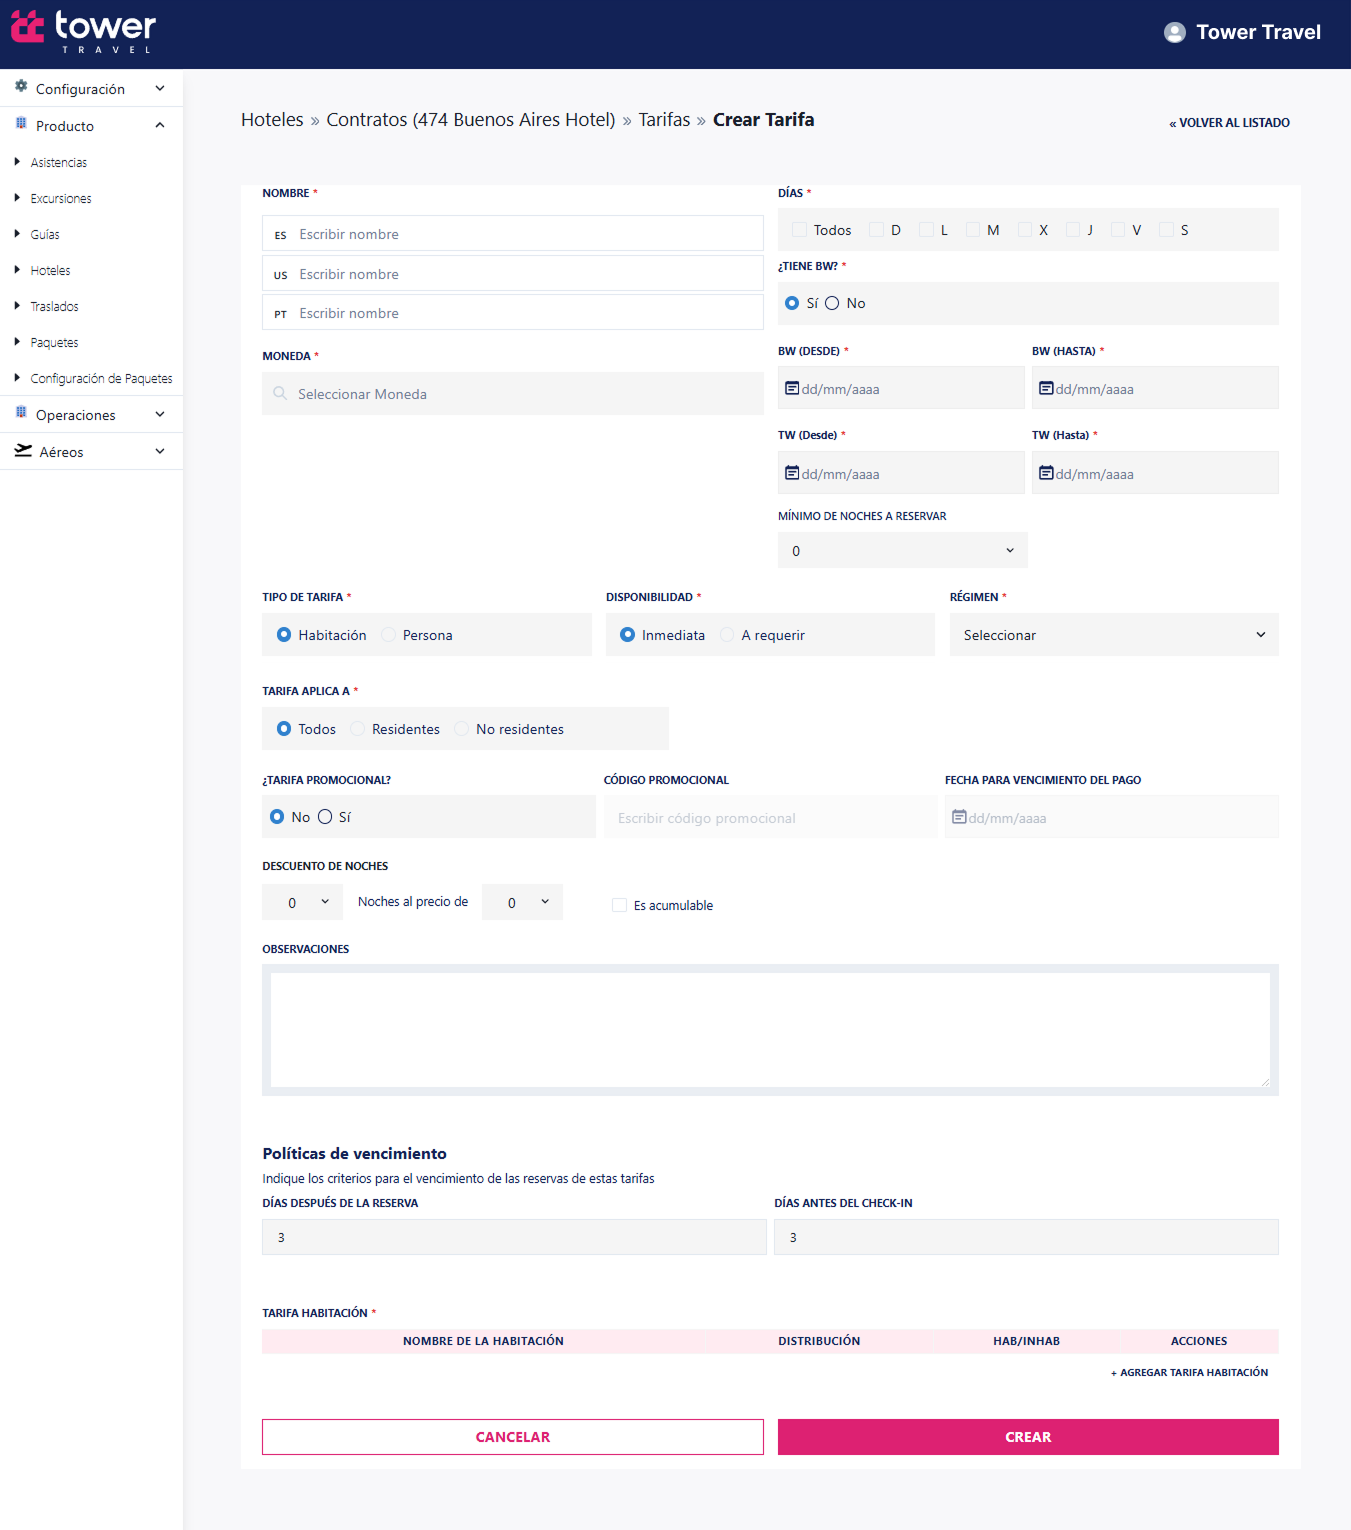 tower
TRAVEL
Tower Travel
Configuración
Producto
Asistencias
Excursiones
Guías
Hoteles
Traslados
Paquetes
Configuración de Paquetes
Operaciones
Aéreos
Hoteles » Contratos (474 Buenos Aires Hotel) » Tarifas » Crear Tarifa
« VOLVER AL LISTADO
NOMBRE *
ES Escribir nombre
US Escribir nombre
PT Escribir nombre
MONEDA *
Seleccionar Moneda
DÍAS *
Todos D L M X J V S
¿TIENE BW? *
Sí No
BW (DESDE) * BW (HASTA) *
dd/mm/aaaa dd/mm/aaaa
TW (Desde) * TW (Hasta) *
dd/mm/aaaa dd/mm/aaaa
MÍNIMO DE NOCHES A RESERVAR
0
TIPO DE TARIFA * DISPONIBILIDAD * RÉGIMEN *
Habitación Persona Inmediata A requerir Seleccionar
TARIFA APLICA A *
Todos Residentes No residentes
¿TARIFA PROMOCIONAL? CÓDIGO PROMOCIONAL FECHA PARA VENCIMIENTO DEL PAGO
No Sí Escribir código promocional dd/mm/aaaa
DESCUENTO DE NOCHES
0 Noches al precio de 0 Es acumulable
OBSERVACIONES
Políticas de vencimiento
Indique los criterios para el vencimiento de las reservas de estas tarifas
DÍAS DESPUÉS DE LA RESERVA DÍAS ANTES DEL CHECK-IN
3 3
TARIFA HABITACIÓN *
NOMBRE DE LA HABITACIÓN DISTRIBUCIÓN HAB/INHAB ACCIONES
+ AGREGAR TARIFA HABITACIÓN
CANCELAR CREAR